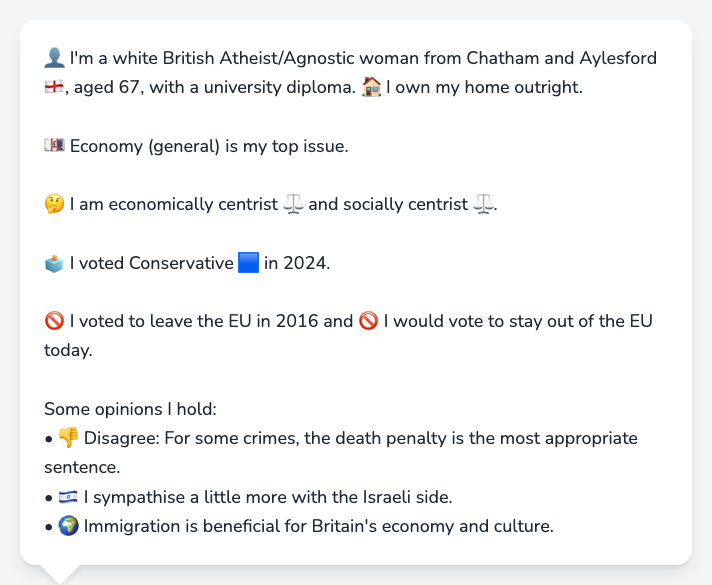 👤 I'm a white British Atheist/Agnostic woman from Chatham and Aylesford
🏴󠁧󠁢󠁥󠁮󠁧󠁿, aged 67, with a university diploma. 🏠 I own my home outright.
💷 Economy (general) is my top issue.
🤔 I am economically centrist ⚖️ and socially centrist ⚖️.
🗳️ I voted Conservative 🟦 in 2024.
🚫 I voted to leave the EU in 2016 and 🚫 I would vote to stay out of the EU
today.
Some opinions I hold:
• 👎 Disagree: For some crimes, the death penalty is the most appropriate
sentence.
• 🇮🇱 I sympathise a little more with the Israeli side.
• 🌍 Immigration is beneficial for Britain's economy and culture.